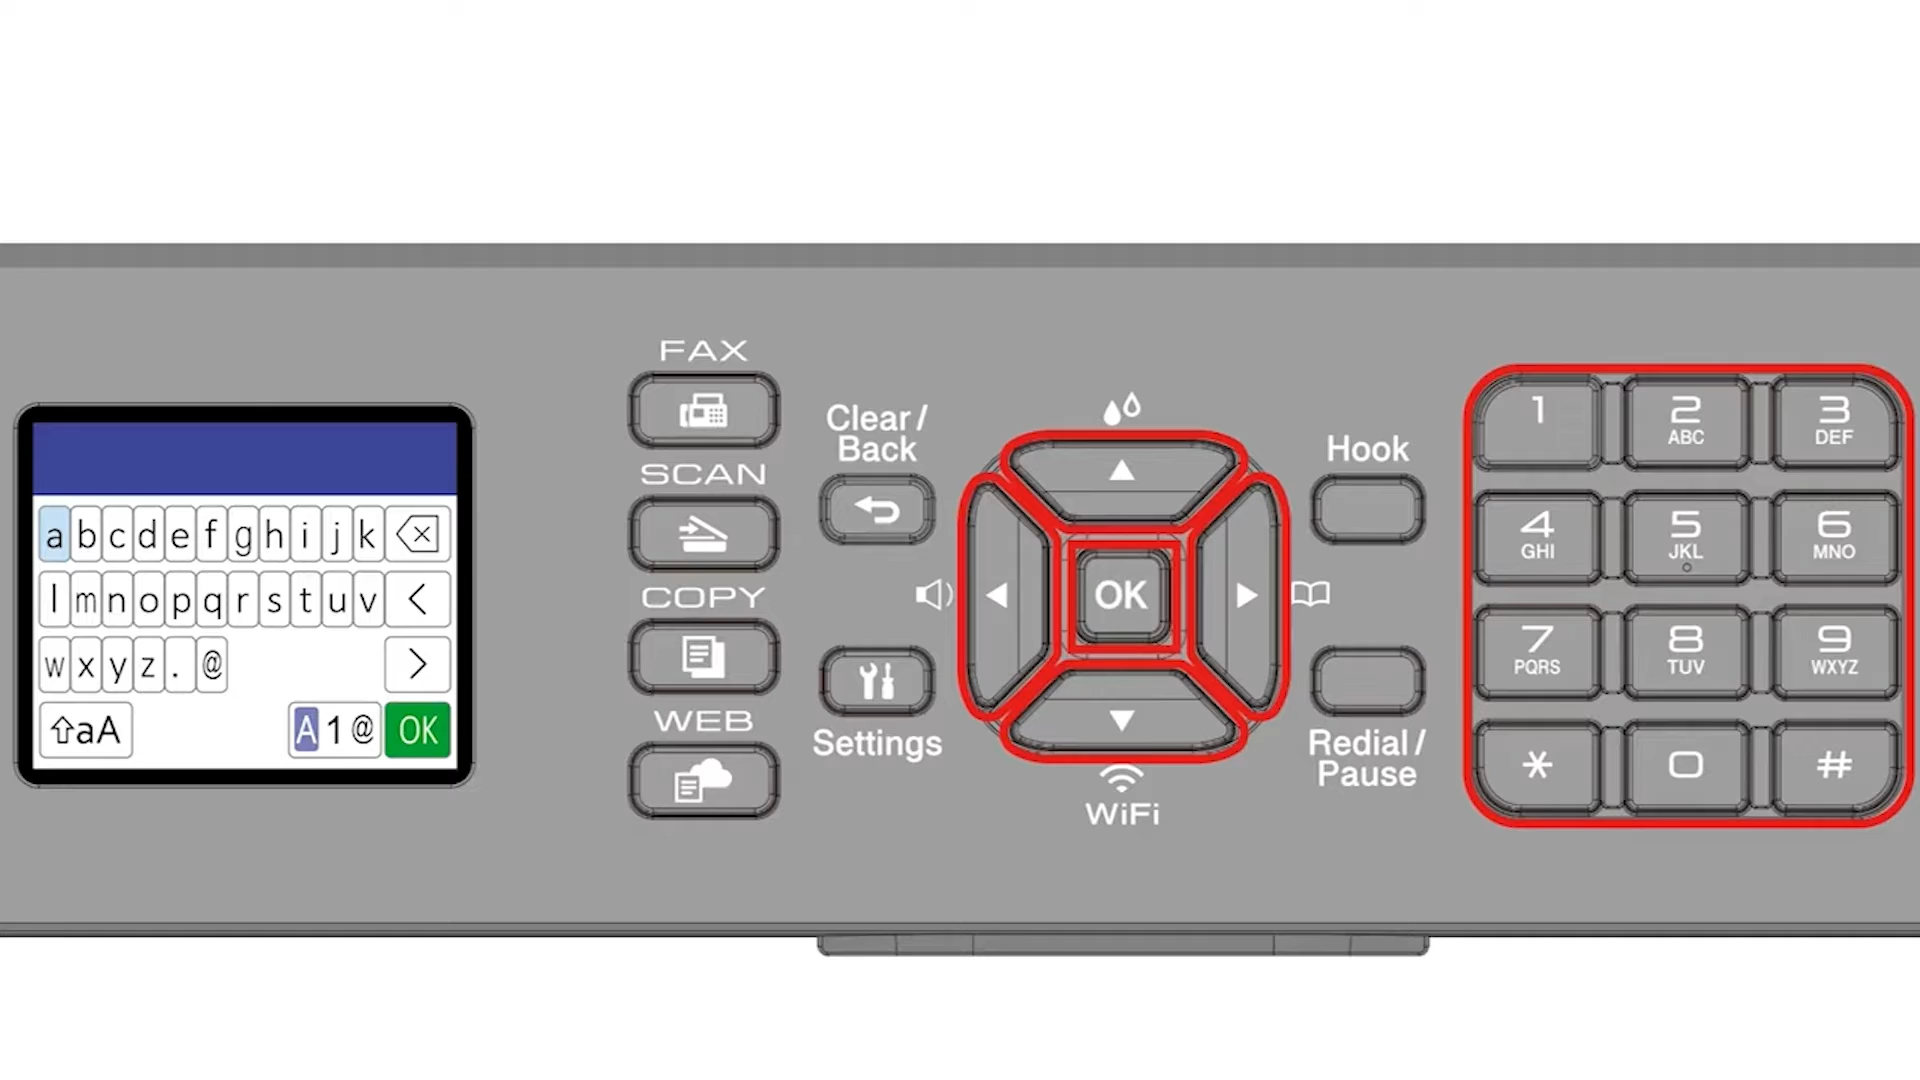 a b c d e f g h i j k
l m n o p q r s t u v
w x y z . @
aA
A 1 @ OK
FAX
SCAN
COPY
WEB
Clear/
Back
Settings
OK
WiFi
Hook
Redial/
Pause
1
2
ABC
3
DEF
4
GHI
5
JKL
6
MNO
7
PQRS
8
TUV
9
WXYZ
*
0
#